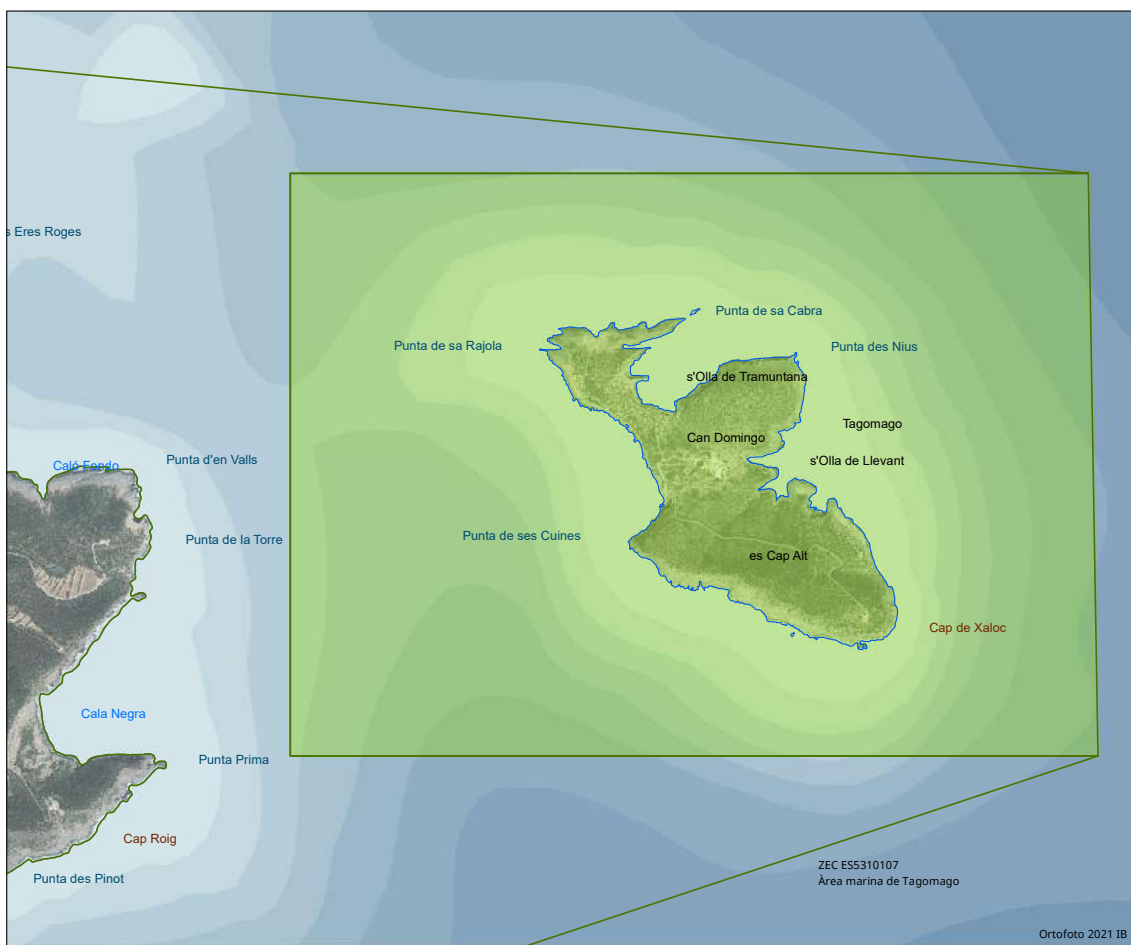 s Eres Roges
Punta de sa Cabra
Punta de sa Rajola
Punta des Nius
s'Olla de Tramuntana
Tagomago
Can Domingo
Caló Fondo
Punta d'en Valls
s'Olla de Llevant
Punta de la Torre
Punta de ses Cuines
es Cap Alt
Cap de Xaloc
Cala Negra
Punta Prima
Cap Roig
ZEC ES5310107
Àrea marina de Tagomago
Punta des Pinot
Ortofoto 2021 IB